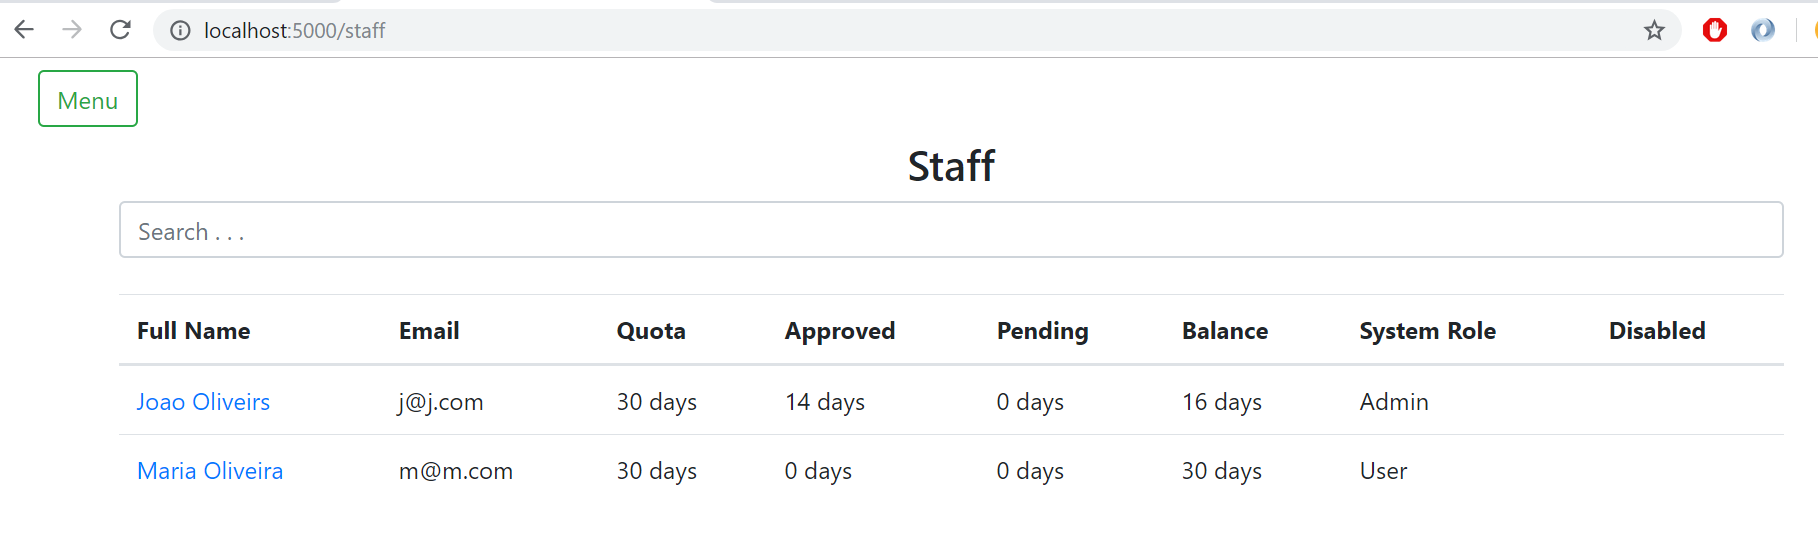 localhost:5000/staff
Menu
Staff
Search . . .
Full Name Email Quota Approved Pending Balance System Role Disabled
Joao Oliveirs j@j.com 30 days 14 days 0 days 16 days Admin
Maria Oliveira m@m.com 30 days 0 days 0 days 30 days User